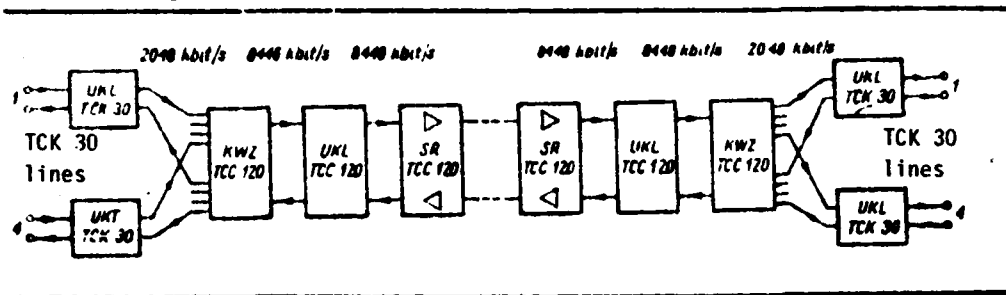 2048 kbit/s 8448 kbit/s 8448 kbit/s 8448 kbit/s 8448 kbit/s 2048 kbit/s
1 UKL TCK 30
TCK 30 lines
4 UKT TCK 30
KWZ TCC 120
UKL TCC 120
SR TCC 120
SR TCC 120
UKL TCC 120
KWZ TCC 120
UKL TCK 30 1
TCK 30 lines
UKL TCK 30 4